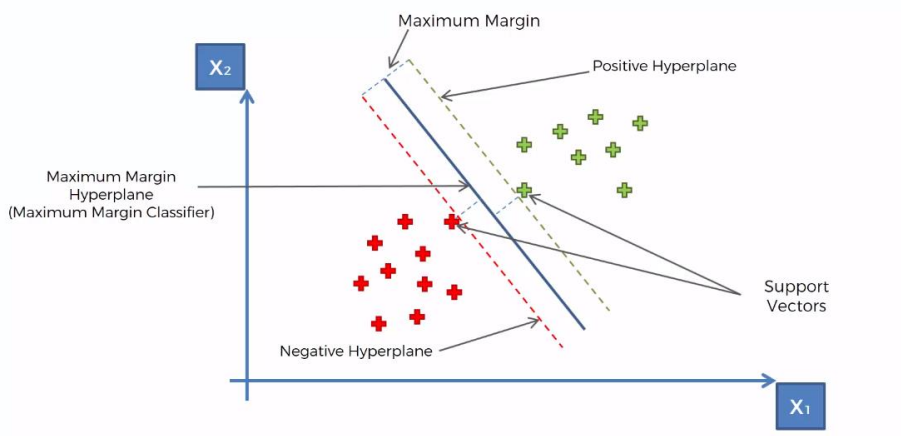 Maximum Margin
X₂
Positive Hyperplane
Maximum Margin
Hyperplane
(Maximum Margin Classifier)
Support
Vectors
Negative Hyperplane
X₁